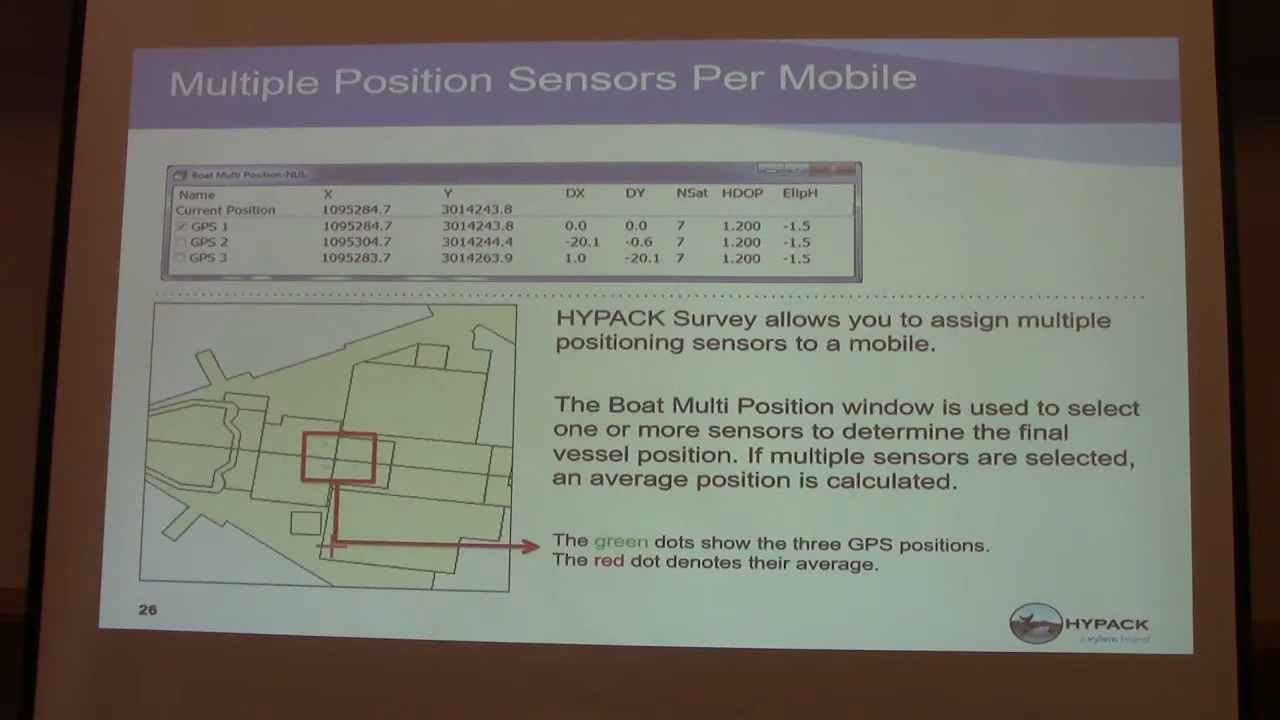 Multiple Position Sensors Per Mobile
Boat Multi Position-NUL
Name X Y DX DY NSat HDOP EllpH
Current Position 1095284.7 3014243.8
GPS 1 1095284.7 3014243.8 0.0 0.0 7 1.200 -1.5
GPS 2 1095304.7 3014244.4 -20.1 -0.6 7 1.200 -1.5
GPS 3 1095283.7 3014263.9 1.0 -20.1 7 1.200 -1.5
HYPACK Survey allows you to assign multiple
positioning sensors to a mobile.
The Boat Multi Position window is used to select
one or more sensors to determine the final
vessel position. If multiple sensors are selected,
an average position is calculated.
The green dots show the three GPS positions.
The red dot denotes their average.
26
HYPACK
a xylem brand